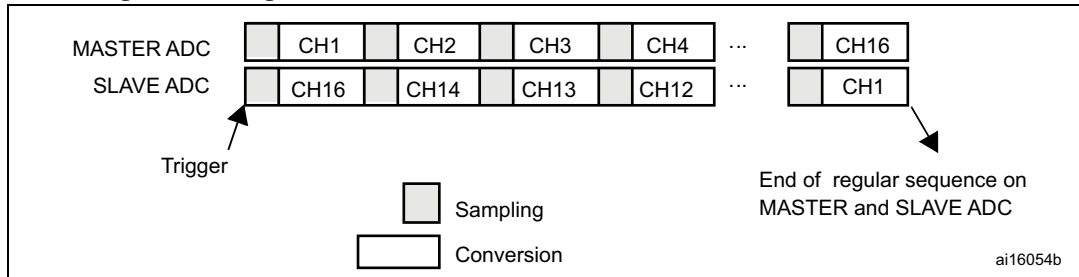 MASTER ADC CH1 CH2 CH3 CH4 ... CH16
SLAVE ADC CH16 CH14 CH13 CH12 ... CH1
Trigger
End of regular sequence on
MASTER and SLAVE ADC
Sampling
Conversion
ai16054b